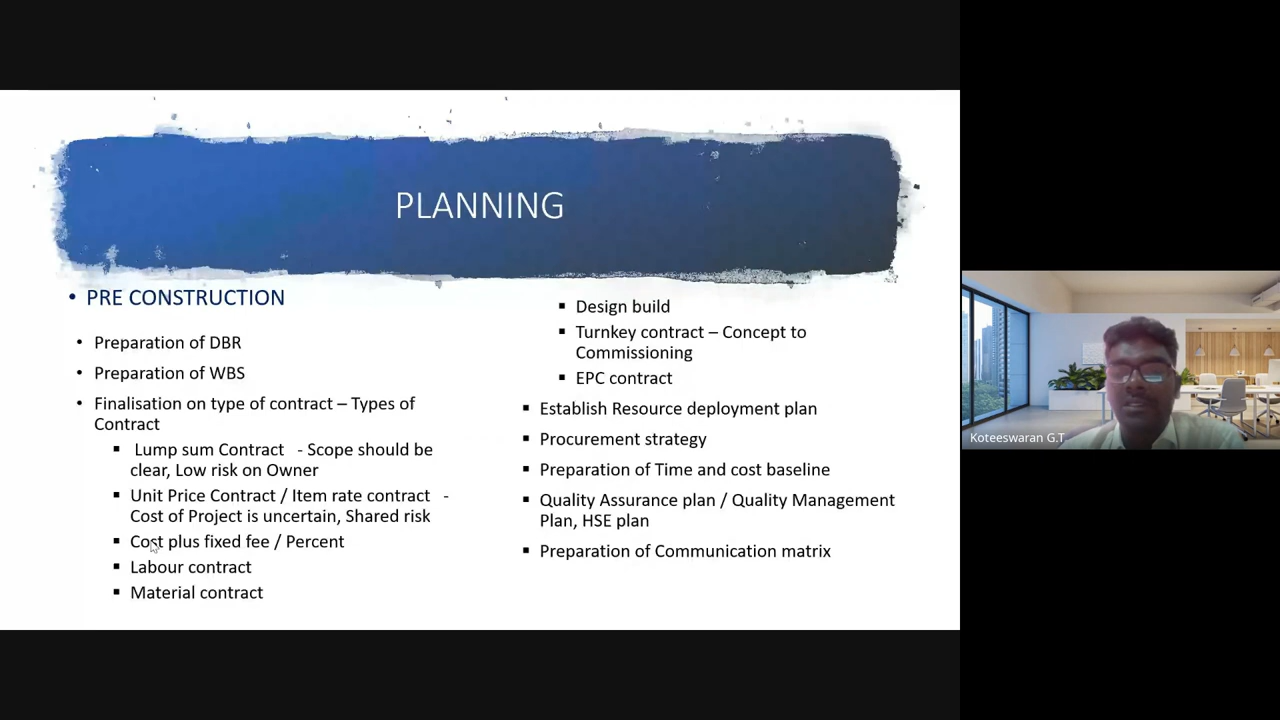 PLANNING
• PRE CONSTRUCTION
• Preparation of DBR
• Preparation of WBS
• Finalisation on type of contract – Types of
Contract
▪ Lump sum Contract - Scope should be
clear, Low risk on Owner
▪ Unit Price Contract / Item rate contract -
Cost of Project is uncertain, Shared risk
▪ Cost plus fixed fee / Percent
▪ Labour contract
▪ Material contract
▪ Design build
▪ Turnkey contract – Concept to
Commissioning
▪ EPC contract
▪ Establish Resource deployment plan
▪ Procurement strategy
▪ Preparation of Time and cost baseline
▪ Quality Assurance plan / Quality Management
Plan, HSE plan
▪ Preparation of Communication matrix
Koteeswaran G.T